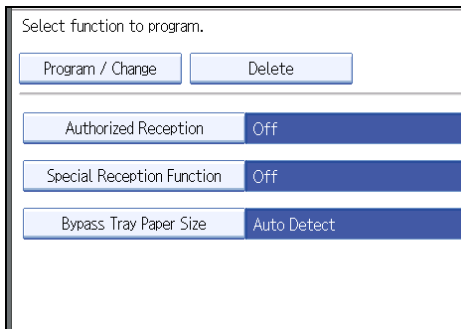 Select function to program.
Program / Change Delete
Authorized Reception Off
Special Reception Function Off
Bypass Tray Paper Size Auto Detect